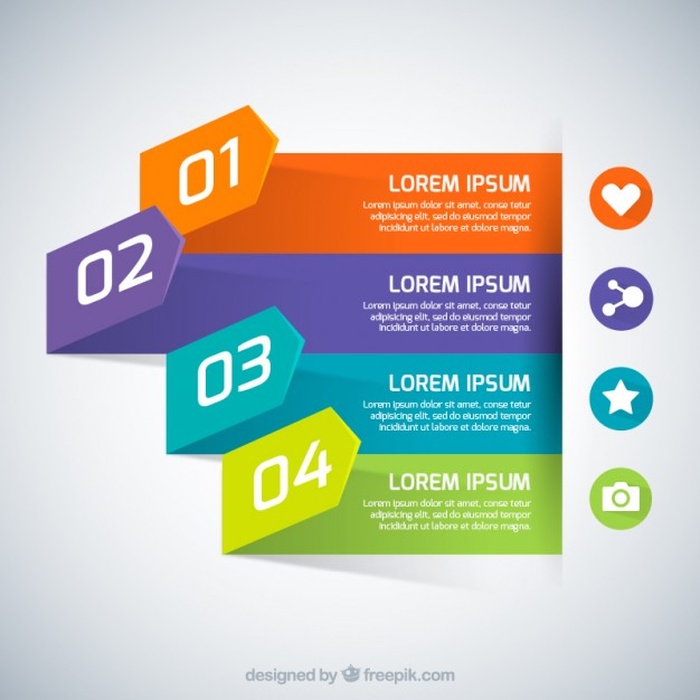 01
LOREM IPSUM
Lorem ipsum dolor sit amet, conse tetur
adipisicing elit, sed do eiusmod tempor
incididunt ut labore et dolore magna.
02
LOREM IPSUM
Lorem ipsum dolor sit amet, conse tetur
adipisicing elit, sed do eiusmod tempor
incididunt ut labore et dolore magna.
03
LOREM IPSUM
Lorem ipsum dolor sit amet, conse tetur
adipisicing elit, sed do eiusmod tempor
incididunt ut labore et dolore magna.
04
LOREM IPSUM
Lorem ipsum dolor sit amet, conse tetur
adipisicing elit, sed do eiusmod tempor
incididunt ut labore et dolore magna.
designed by freepik.com